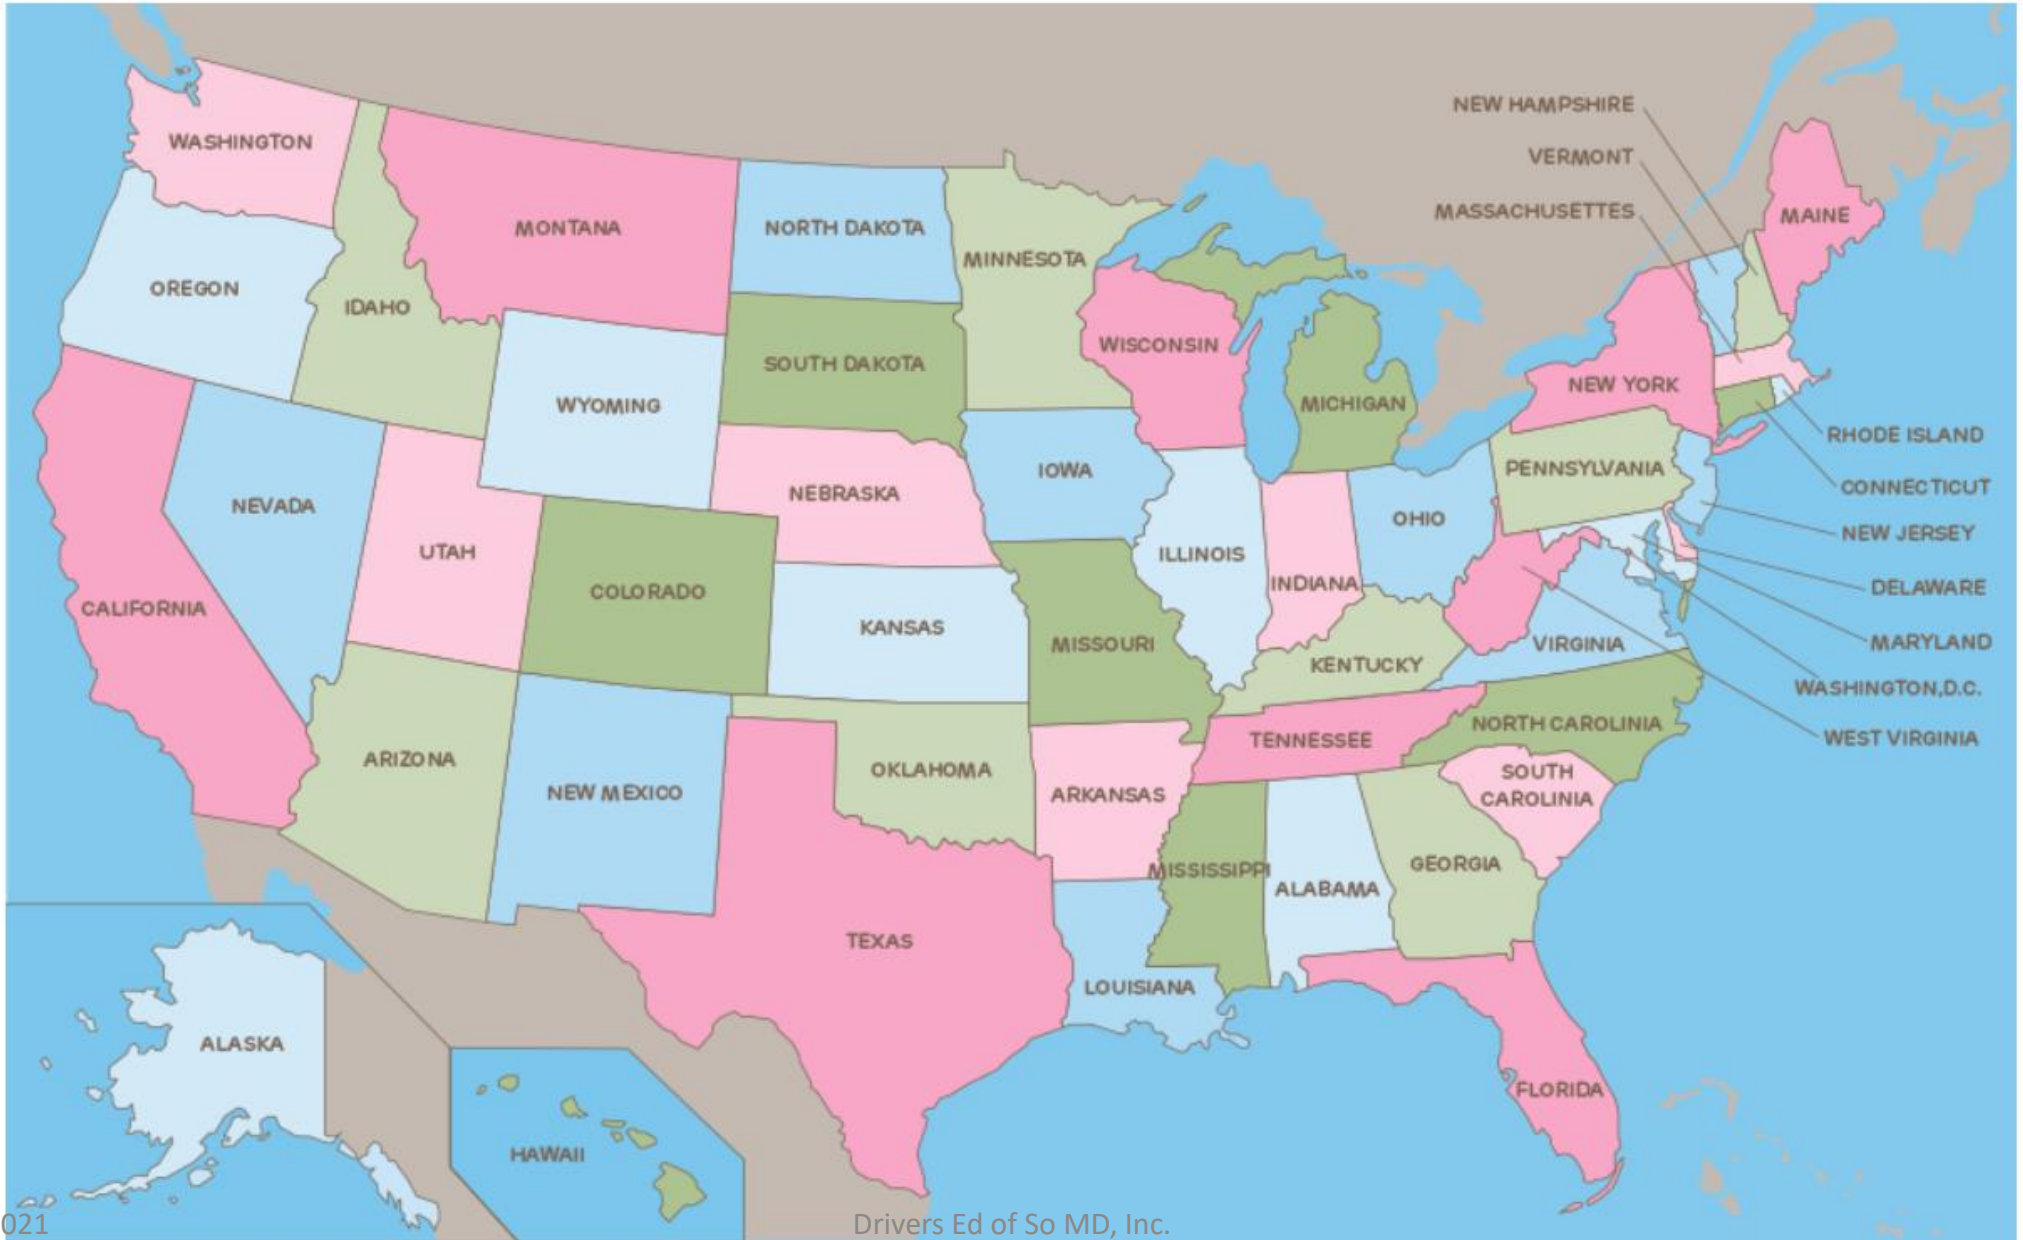 NEW HAMPSHIRE
VERMONT
MASSACHUSETTES
WASHINGTON
MONTANA
NORTH DAKOTA
MINNESOTA
MAINE
OREGON
IDAHO
SOUTH DAKOTA
WISCONSIN
WYOMING
MICHIGAN
NEW YORK
RHODE ISLAND
IOWA
PENNSYLVANIA
CONNECTICUT
NEBRASKA
NEVADA
OHIO
NEW JERSEY
UTAH
ILLINOIS
INDIANA
DELAWARE
COLORADO
CALIFORNIA
KANSAS
MISSOURI
VIRGINIA
MARYLAND
KENTUCKY
WASHINGTON,D.C.
NORTH CAROLINIA
WEST VIRGINIA
TENNESSEE
ARIZONA
OKLAHOMA
SOUTH
CAROLINIA
NEW MEXICO
ARKANSAS
MISSISSIPPI
GEORGIA
ALABAMA
TEXAS
LOUISIANA
ALASKA
FLORIDA
HAWAII
021
Drivers Ed of So MD, Inc.